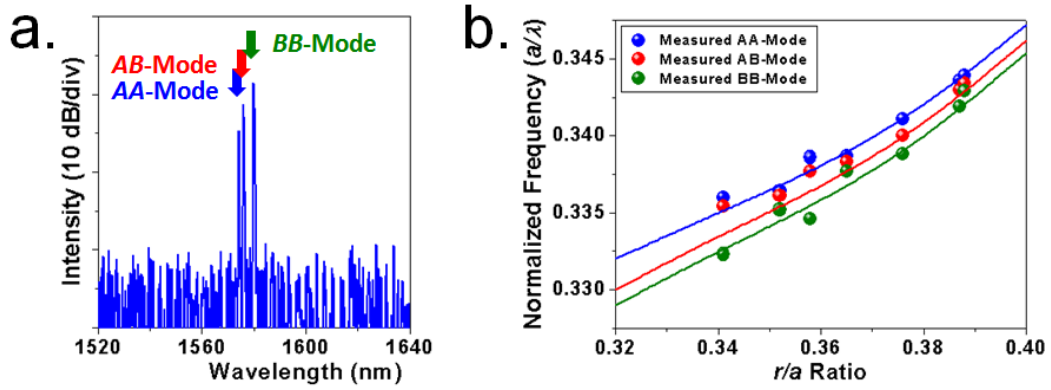 a.
BB-Mode
AB-Mode
AA-Mode
Intensity (10 dB/div)
1520 1560 1600 1640
Wavelength (nm)
b.
Measured AA-Mode
Measured AB-Mode
Measured BB-Mode
Normalized Frequency (a/λ)
0.345
0.340
0.335
0.330
0.32 0.34 0.36 0.38 0.40
r/a Ratio